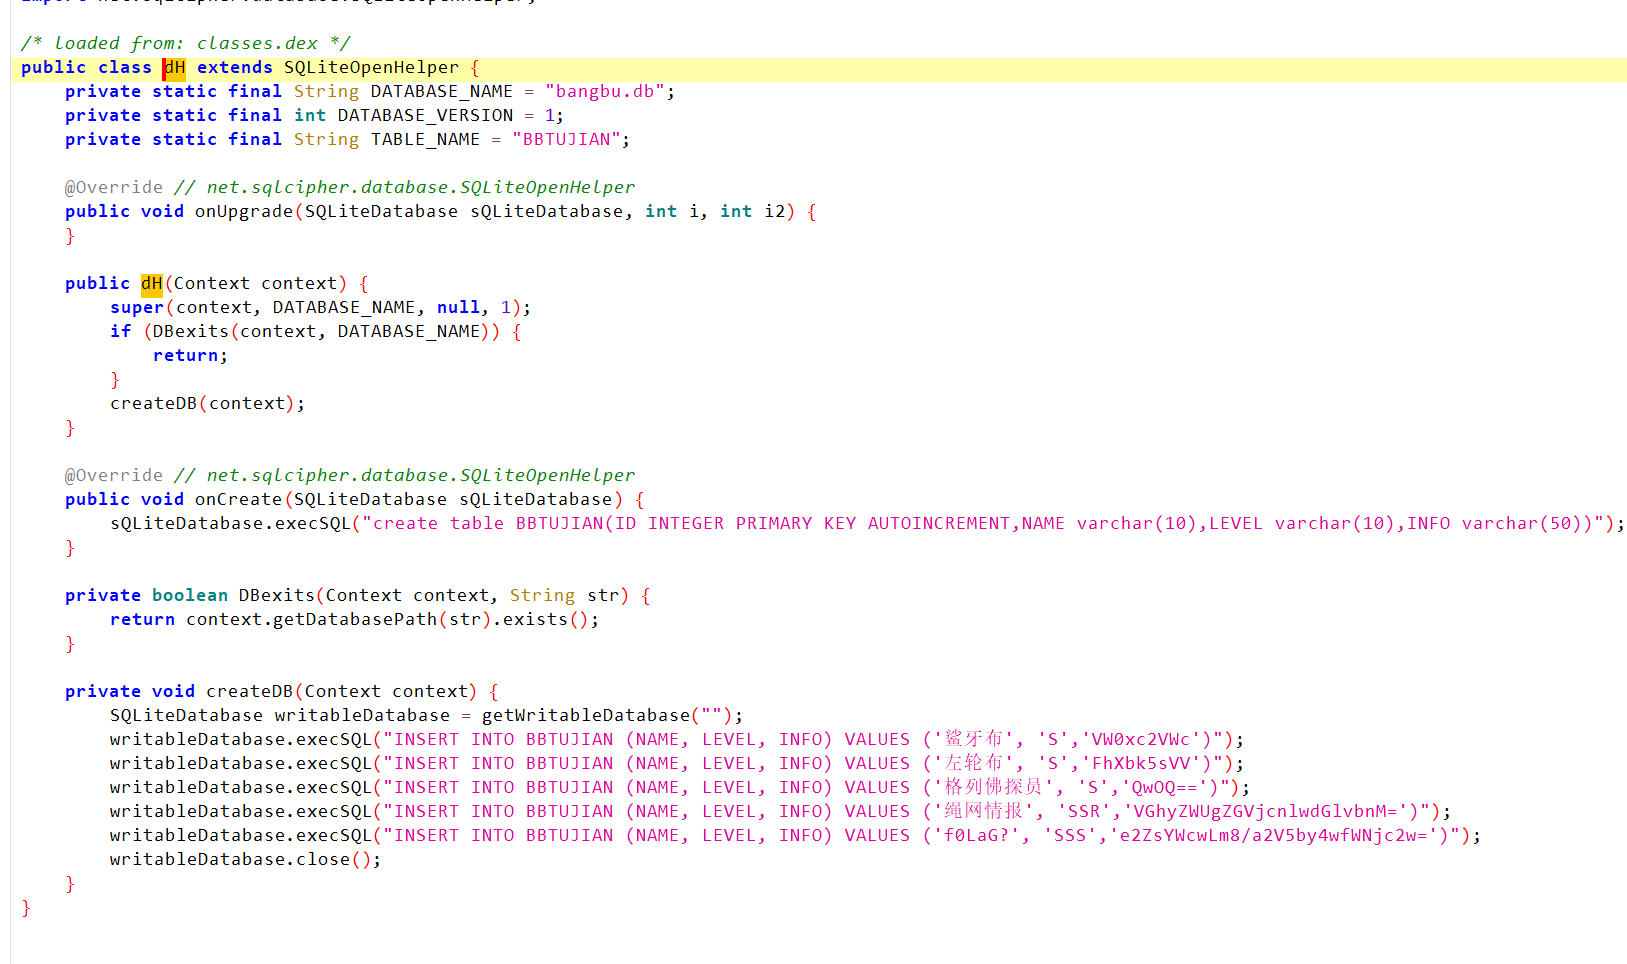 import net.sqlcipher.database.SQLiteOpenHelper;
/* loaded from: classes.dex */
public class dH extends SQLiteOpenHelper {
private static final String DATABASE_NAME = "bangbu.db";
private static final int DATABASE_VERSION = 1;
private static final String TABLE_NAME = "BBTUJIAN";
@Override // net.sqlcipher.database.SQLiteOpenHelper
public void onUpgrade(SQLiteDatabase sQLiteDatabase, int i, int i2) {
}
public dH(Context context) {
super(context, DATABASE_NAME, null, 1);
if (DBexits(context, DATABASE_NAME)) {
return;
}
createDB(context);
}
@Override // net.sqlcipher.database.SQLiteOpenHelper
public void onCreate(SQLiteDatabase sQLiteDatabase) {
sQLiteDatabase.execSQL("create table BBTUJIAN(ID INTEGER PRIMARY KEY AUTOINCREMENT,NAME varchar(10),LEVEL varchar(10),INFO varchar(50))");
}
private boolean DBexits(Context context, String str) {
return context.getDatabasePath(str).exists();
}
private void createDB(Context context) {
SQLiteDatabase writableDatabase = getWritableDatabase("");
writableDatabase.execSQL("INSERT INTO BBTUJIAN (NAME, LEVEL, INFO) VALUES ('鲨牙布', 'S','VW0xc2VWc')");
writableDatabase.execSQL("INSERT INTO BBTUJIAN (NAME, LEVEL, INFO) VALUES ('左轮布', 'S','FhXbk5sVV')");
writableDatabase.execSQL("INSERT INTO BBTUJIAN (NAME, LEVEL, INFO) VALUES ('格列佛探员', 'S','QwOQ==')");
writableDatabase.execSQL("INSERT INTO BBTUJIAN (NAME, LEVEL, INFO) VALUES ('绳网情报', 'SSR','VGhyZWUgZGVjcnlwdGlvbnM=')");
writableDatabase.execSQL("INSERT INTO BBTUJIAN (NAME, LEVEL, INFO) VALUES ('f0LaG?', 'SSS','e2ZsYWcwLm8/a2V5by4wfWNjc2w=')");
writableDatabase.close();
}
}